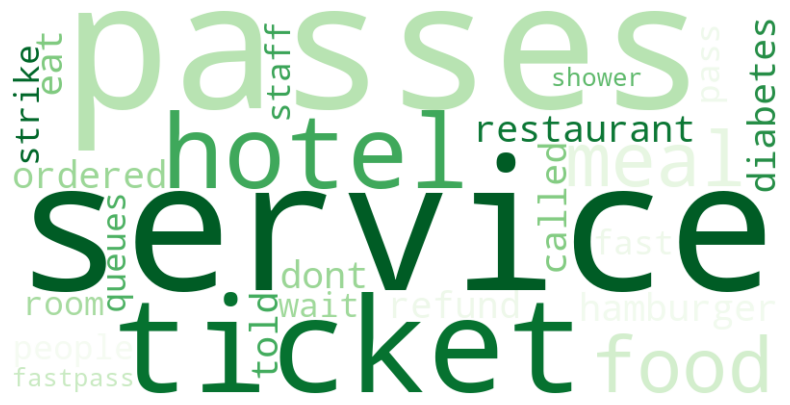 passes
strike
eat
staff
shower
pass
diabetes
hotel
restaurant
ordered
meal
called
service
queues
fast
dont
room
wait
refund
hamburger
told
ticket
people
food
fastpass